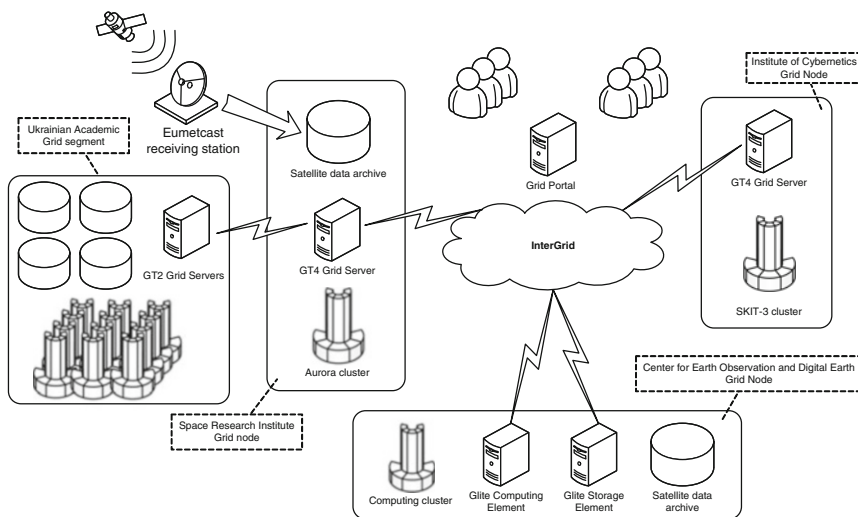 Institute of Cybernetics
Grid Node
Eumetcast
receiving station
Ukrainian Academic
Grid segment
Satellite data archive
Grid Portal
GT4 Grid Server
GT2 Grid Servers
GT4 Grid Server
InterGrid
SKIT-3 cluster
Aurora cluster
Center for Earth Observation and Digital Earth
Grid Node
Space Research Institute
Grid node
Computing cluster
Glite Computing
Element
Glite Storage
Element
Satellite data
archive